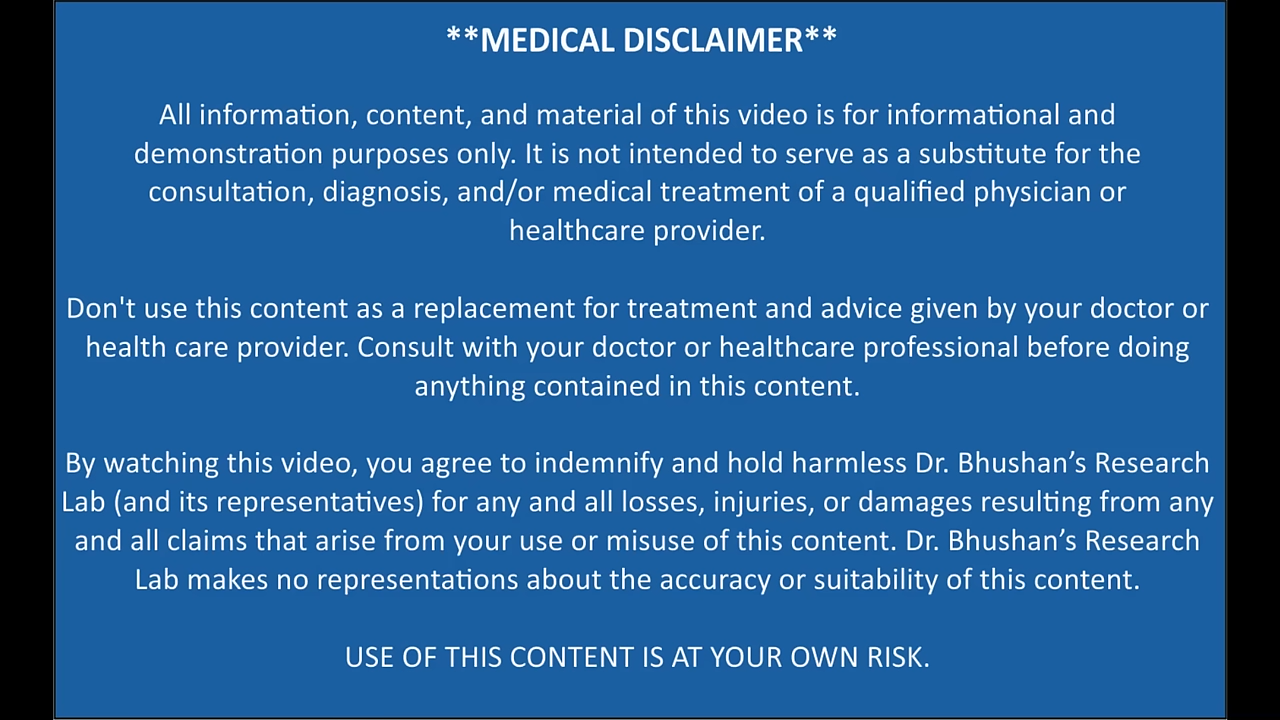 **MEDICAL DISCLAIMER**
All information, content, and material of this video is for informational and
demonstration purposes only. It is not intended to serve as a substitute for the
consultation, diagnosis, and/or medical treatment of a qualified physician or
healthcare provider.
Don't use this content as a replacement for treatment and advice given by your doctor or
health care provider. Consult with your doctor or healthcare professional before doing
anything contained in this content.
By watching this video, you agree to indemnify and hold harmless Dr. Bhushan’s Research
Lab (and its representatives) for any and all losses, injuries, or damages resulting from any
and all claims that arise from your use or misuse of this content. Dr. Bhushan’s Research
Lab makes no representations about the accuracy or suitability of this content.
USE OF THIS CONTENT IS AT YOUR OWN RISK.